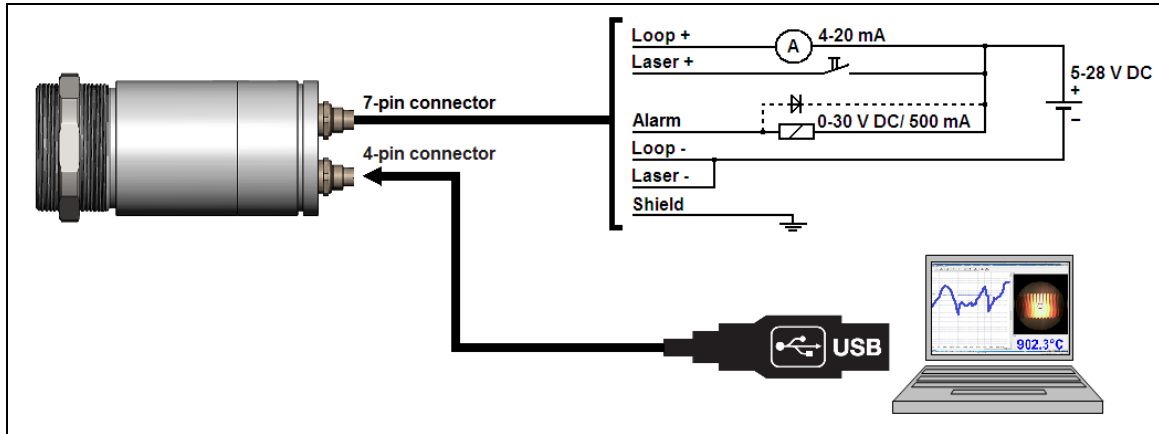 7-pin connector
4-pin connector
Loop +
A
4-20 mA
Laser +
5-28 V DC
+
−
Alarm
0-30 V DC/ 500 mA
Loop -
Laser -
Shield
USB
902.3°C